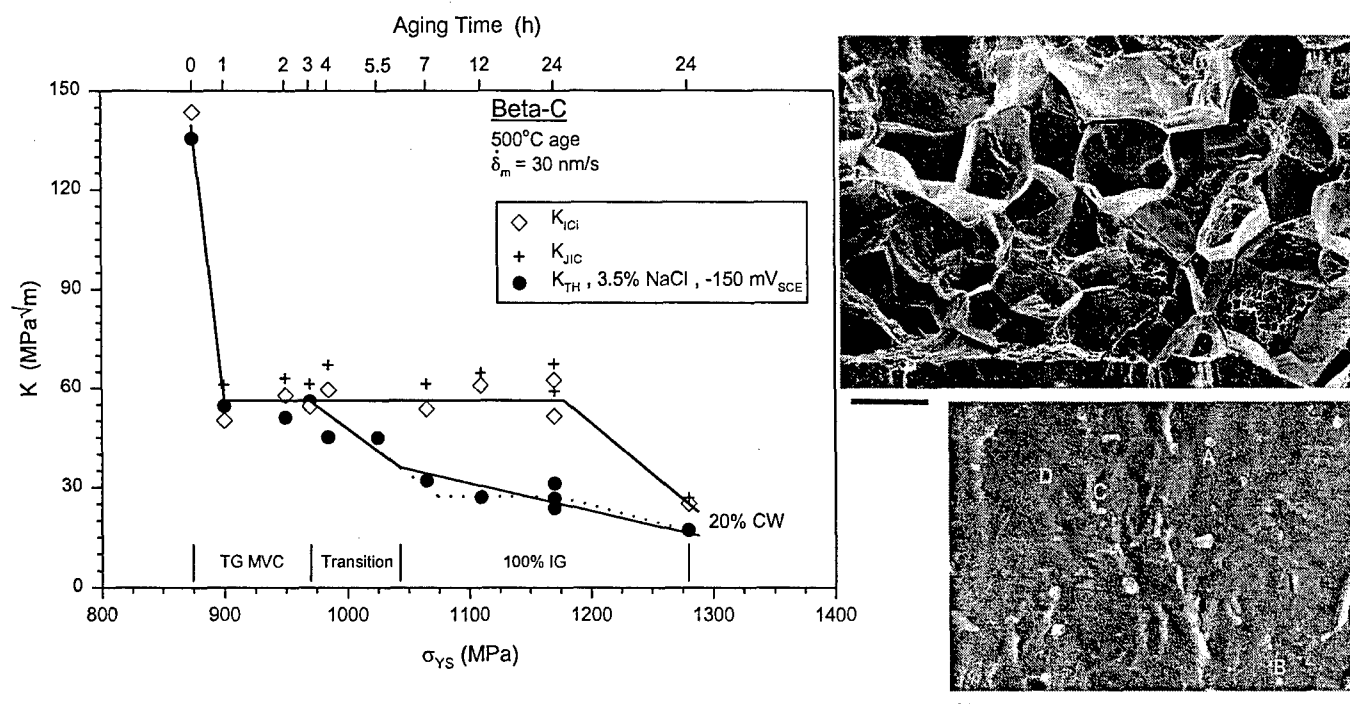 Aging Time (h)
0 1 2 3 4 5.5 7 12 24 24
150
120
90
60
30
0
K (MPa√m)
Beta-C
500°C age
δ̇m = 30 nm/s
KICi
KJIC
KTH , 3.5% NaCl , -150 mVSCE
20% CW
TG MVC
Transition
100% IG
800 900 1000 1100 1200 1300 1400
σYS (MPa)
A
D
C
B